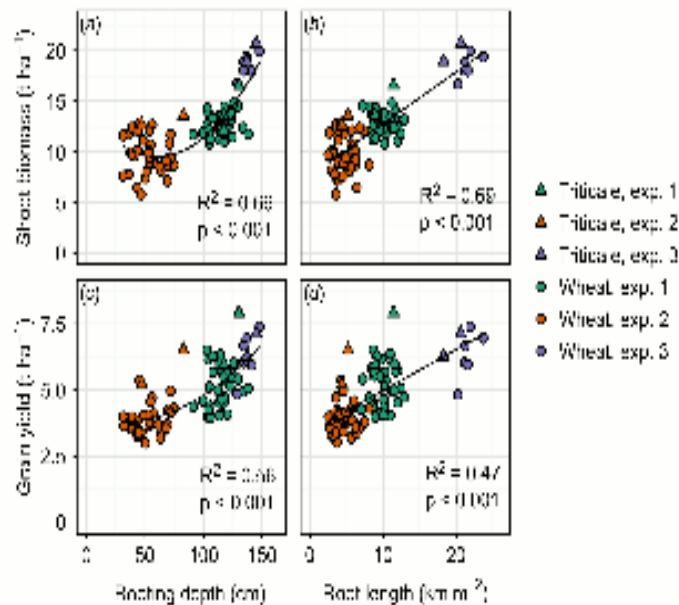 (a)
(b)
20
15
10
5
0
Shoot biomass (t ha⁻¹)
R² = 0.68
p < 0.001
R² = 0.69
p < 0.001
(c)
(d)
7.5
5.0
2.5
0
Grain yield (t ha⁻¹)
p < 0.001
R² = 0.47
p < 0.001
0 50 100 150
0 10 20
Rooting depth (cm)
Root length (km m⁻²)
Triticale, exp. 1
Triticale, exp. 2
Triticale, exp. 3
Wheat, exp. 1
Wheat, exp. 2
Wheat, exp. 3